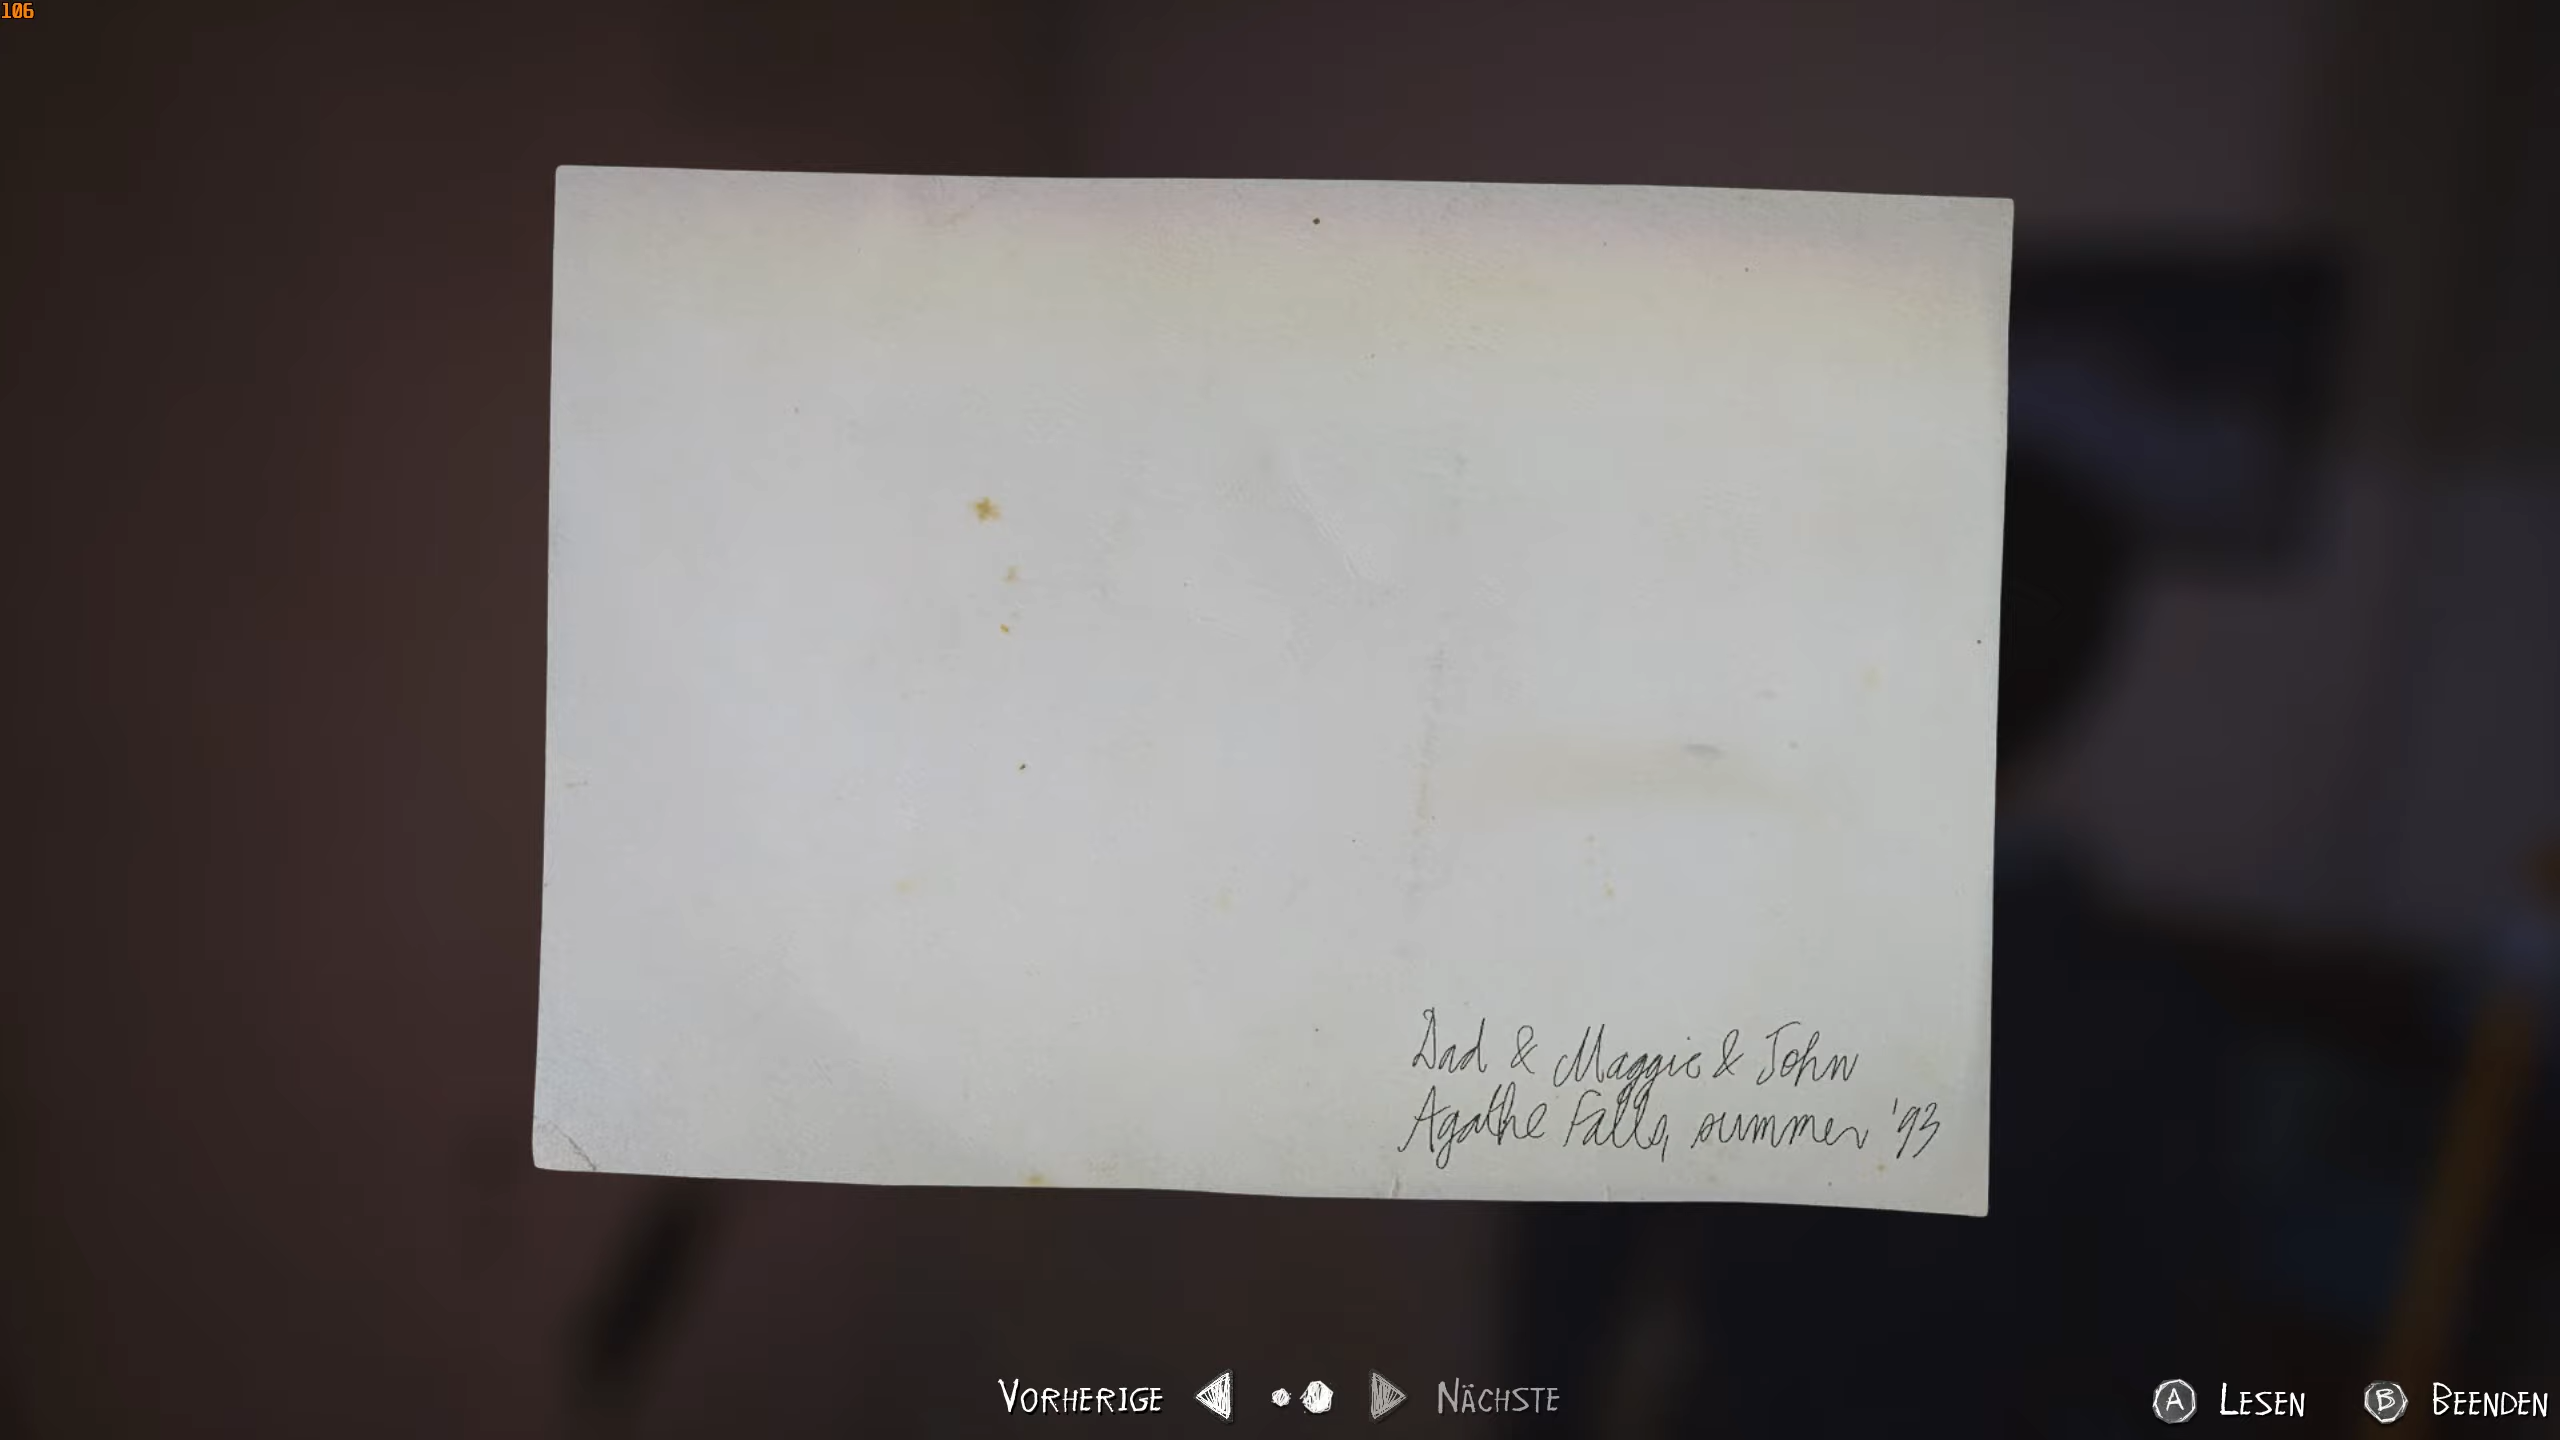 106
Dad & Maggie & John
Agathe Falls, summer '93
VORHERIGE NÄCHSTE
A LESEN B BEENDEN